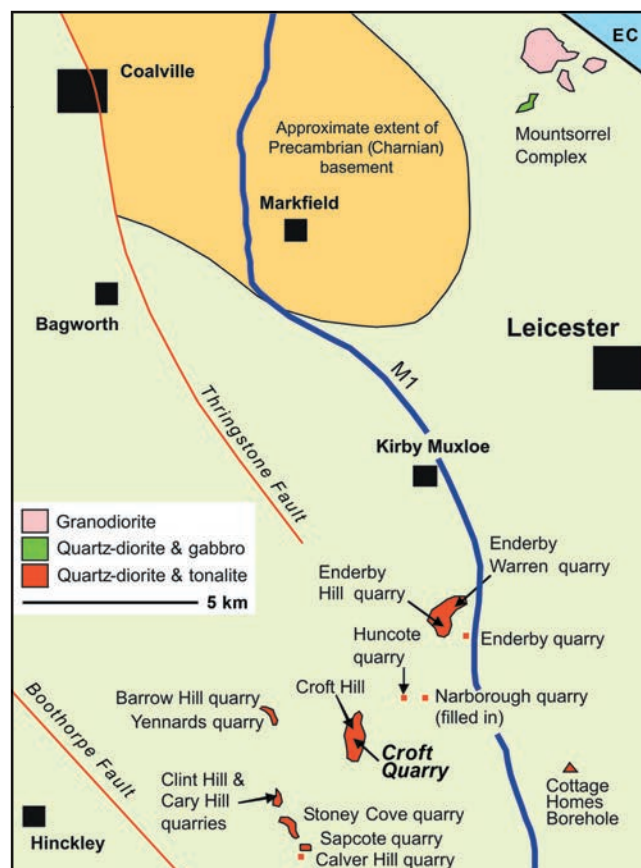 EC
Coalville
Mountsorrel
Complex
Approximate extent of
Precambrian (Charnian)
basement
Markfield
Bagworth
Leicester
M1
Thringstone Fault
Kirby Muxloe
Granodiorite
Quartz-diorite & gabbro
Quartz-diorite & tonalite
5 km
Enderby
Warren quarry
Enderby
Hill quarry
Enderby quarry
Huncote
quarry
Narborough quarry
(filled in)
Croft Hill
Barrow Hill quarry
Yennards quarry
Croft
Quarry
Boothorpe Fault
Clint Hill &
Cary Hill
quarries
Cottage
Homes
Borehole
Stoney Cove quarry
Sapcote quarry
Calver Hill quarry
Hinckley